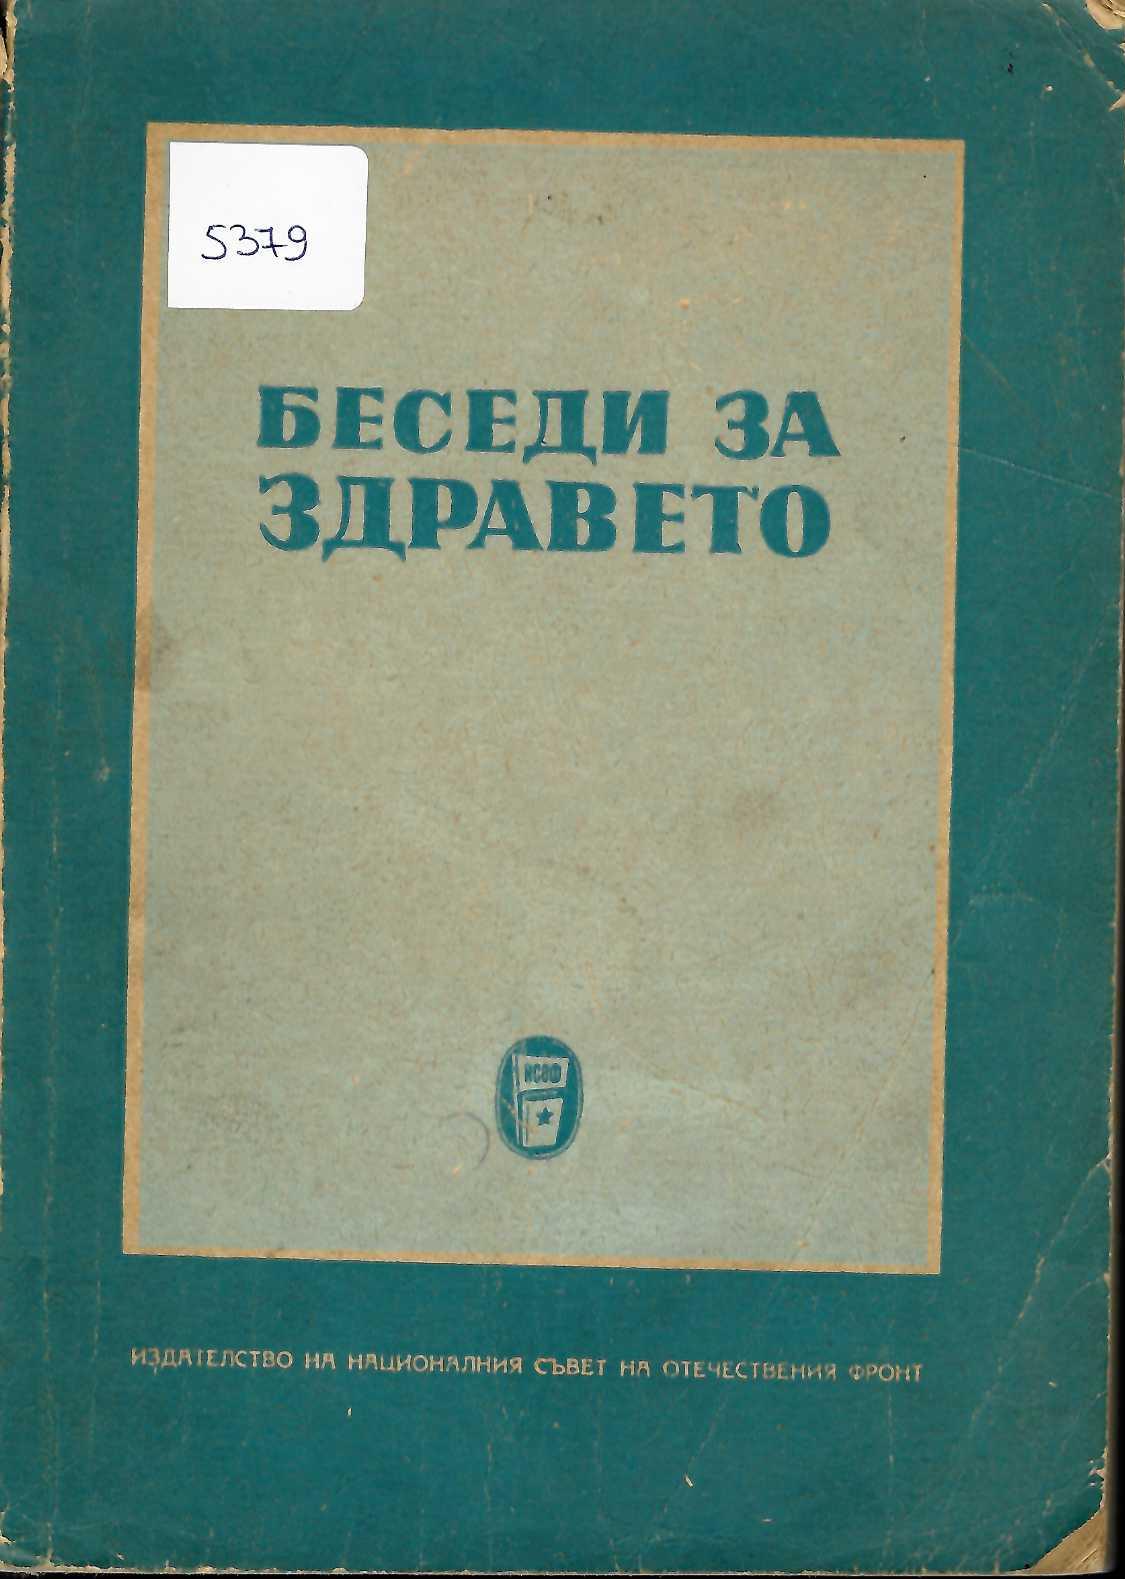 5379
БЕСЕДИ ЗА
ЗДРАВЕТО
НСОФ
ИЗДАТЕЛСТВО НА НАЦИОНАЛНИЯ СЪВЕТ НА ОТЕЧЕСТВЕНИЯ ФРОНТ